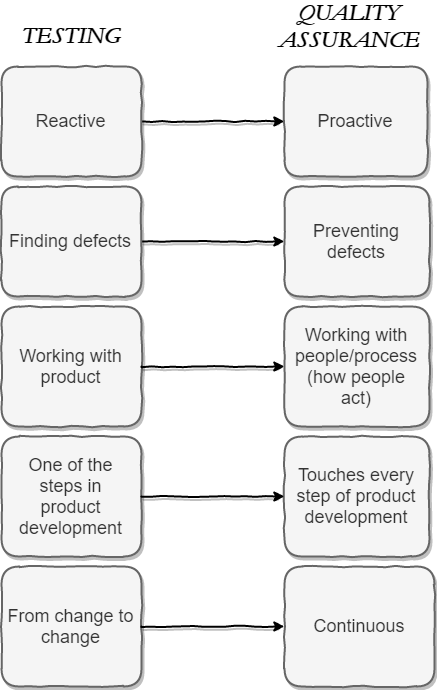 TESTING
QUALITY
ASSURANCE
Reactive
Proactive
Finding defects
Preventing
defects
Working with
product
Working with
people/process
(how people
act)
One of the
steps in
product
development
Touches every
step of product
development
From change to
change
Continuous